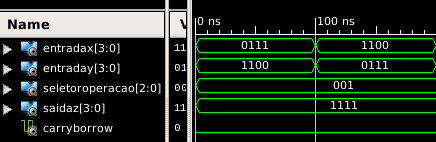 Name V 0 ns 100 ns
entradax[3:0] 11 0111 1100
entraday[3:0] 01 1100 0111
seletoroperacao[2:0] 00 001
saidaz[3:0] 11 1111
carryborrow 0